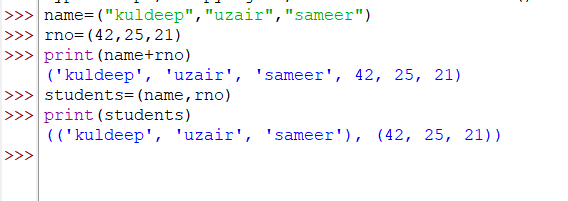 >>> name=("kuldeep","uzair","sameer")
>>> rno=(42,25,21)
>>> print(name+rno)
('kuldeep', 'uzair', 'sameer', 42, 25, 21)
>>> students=(name,rno)
>>> print(students)
(('kuldeep', 'uzair', 'sameer'), (42, 25, 21))
>>>